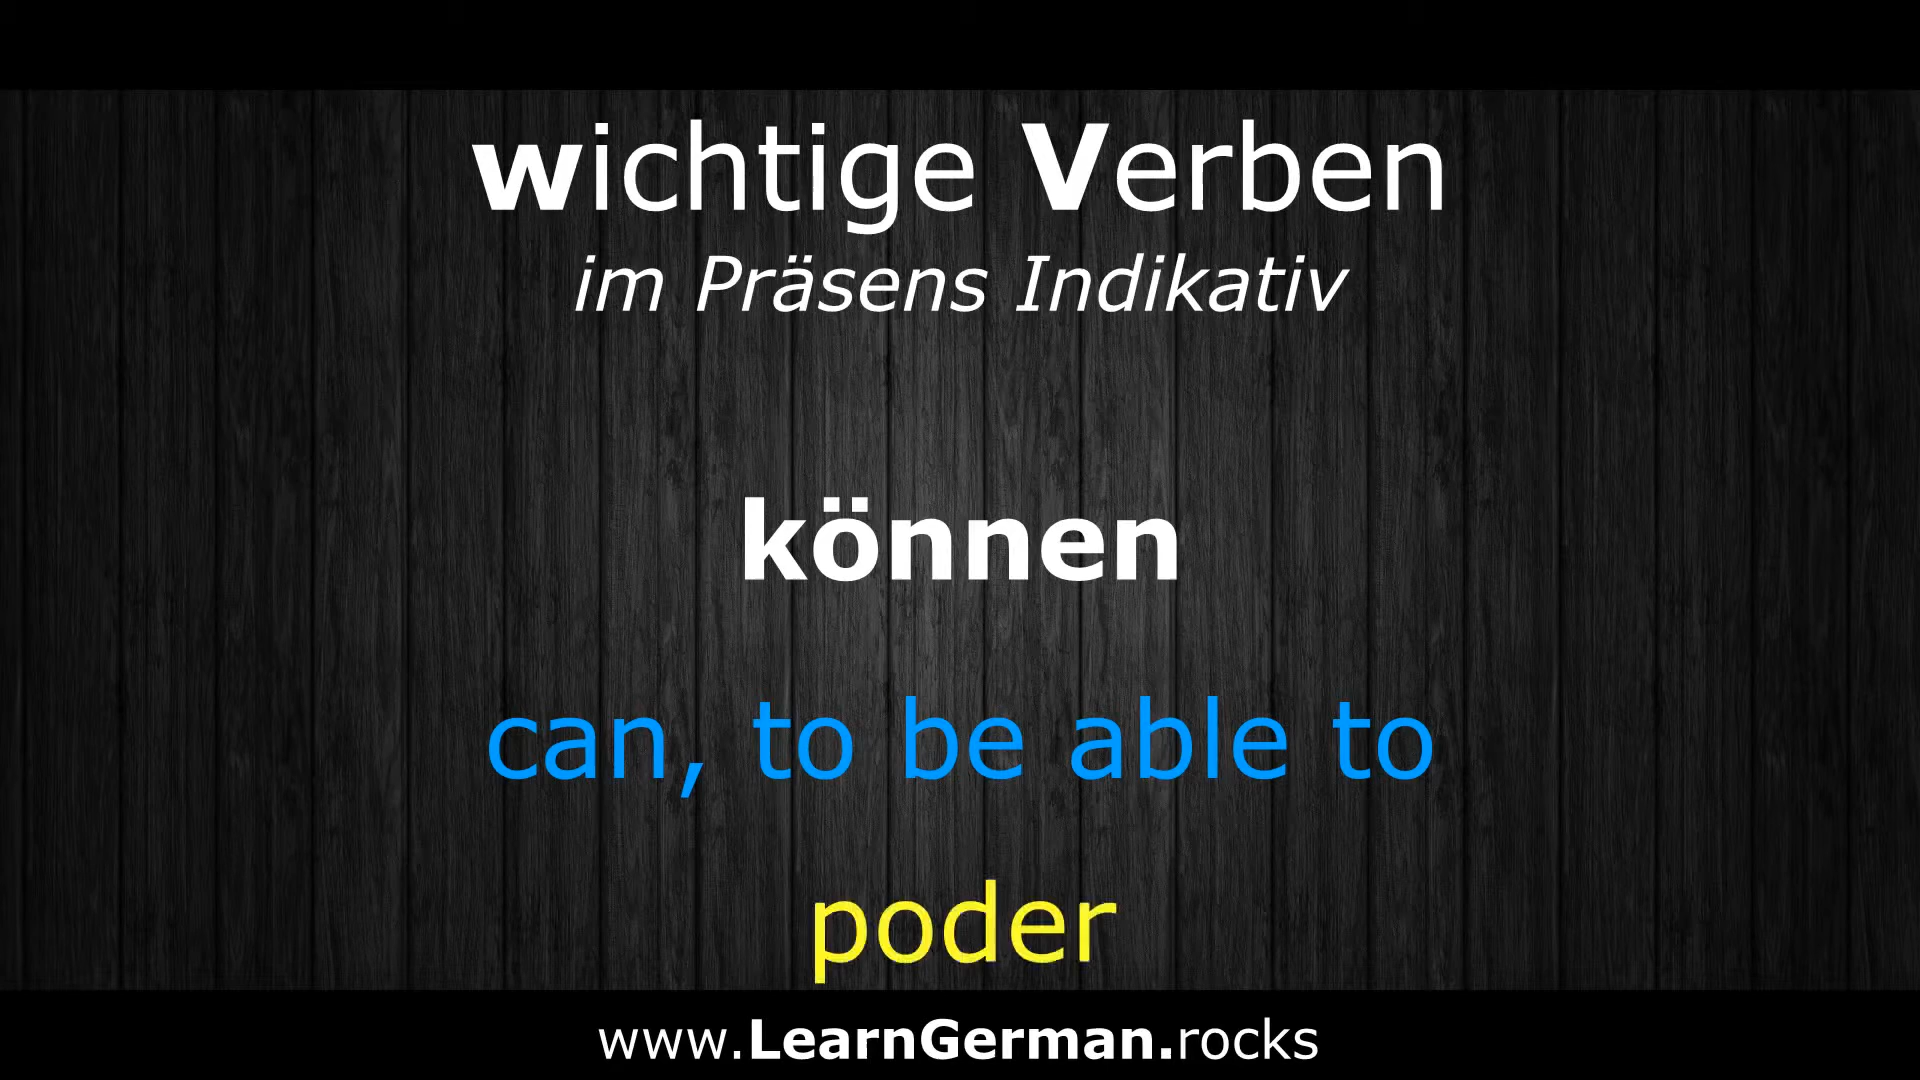 wichtige Verben
im Präsens Indikativ
können
can, to be able to
poder
www.LearnGerman.rocks